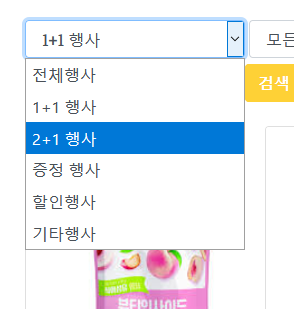 1+1 행사
모든
검색
전체행사
1+1 행사
2+1 행사
증정 행사
할인행사
기타행사